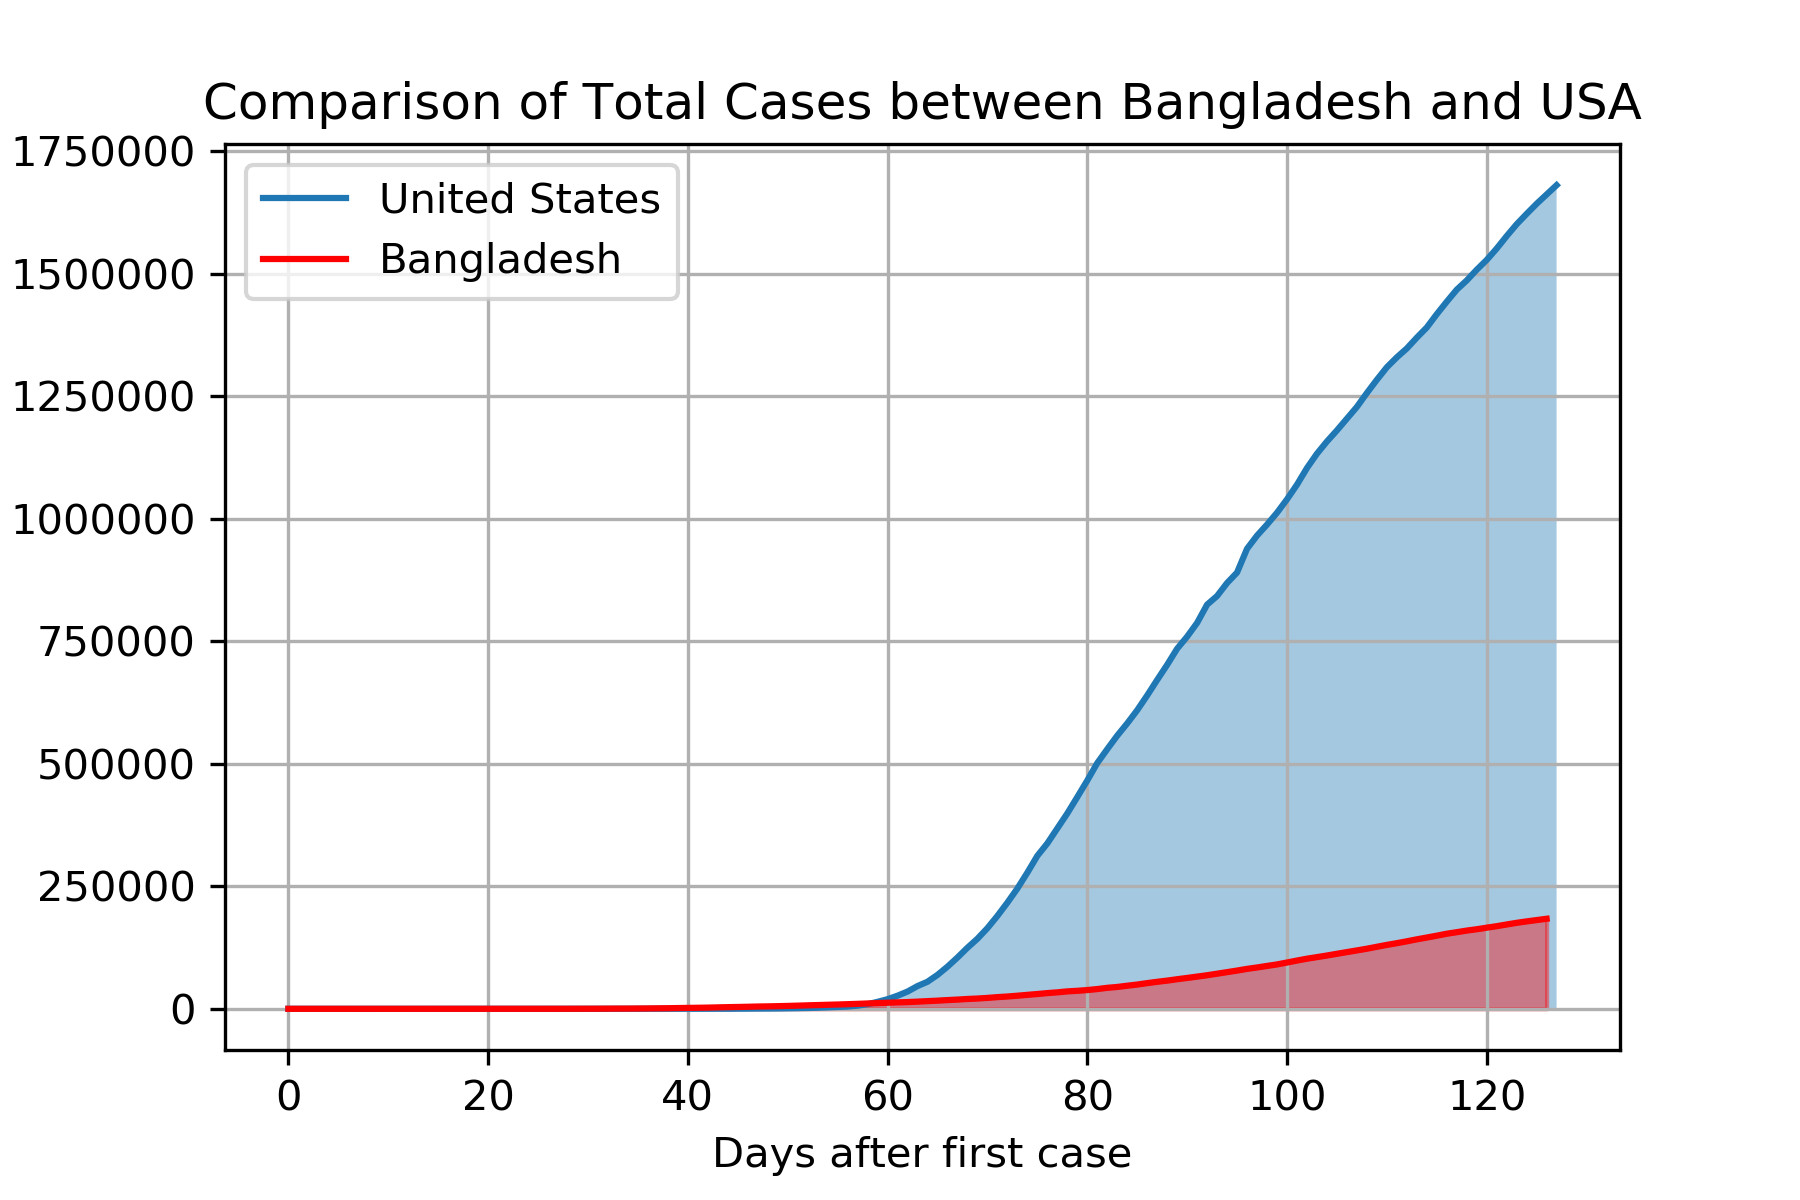 Comparison of Total Cases between Bangladesh and USA
1750000
1500000
1250000
1000000
750000
500000
250000
0
United States
Bangladesh
0 20 40 60 80 100 120
Days after first case